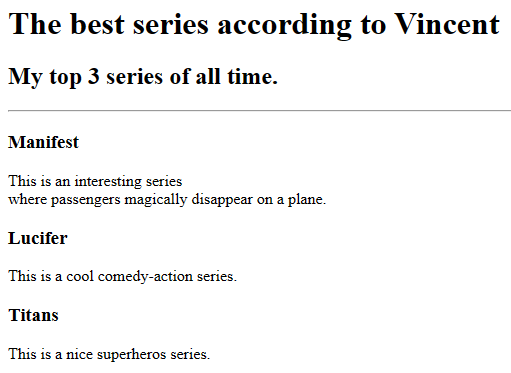 The best series according to Vincent
My top 3 series of all time.
Manifest
This is an interesting series
where passengers magically disappear on a plane.
Lucifer
This is a cool comedy-action series.
Titans
This is a nice superheros series.